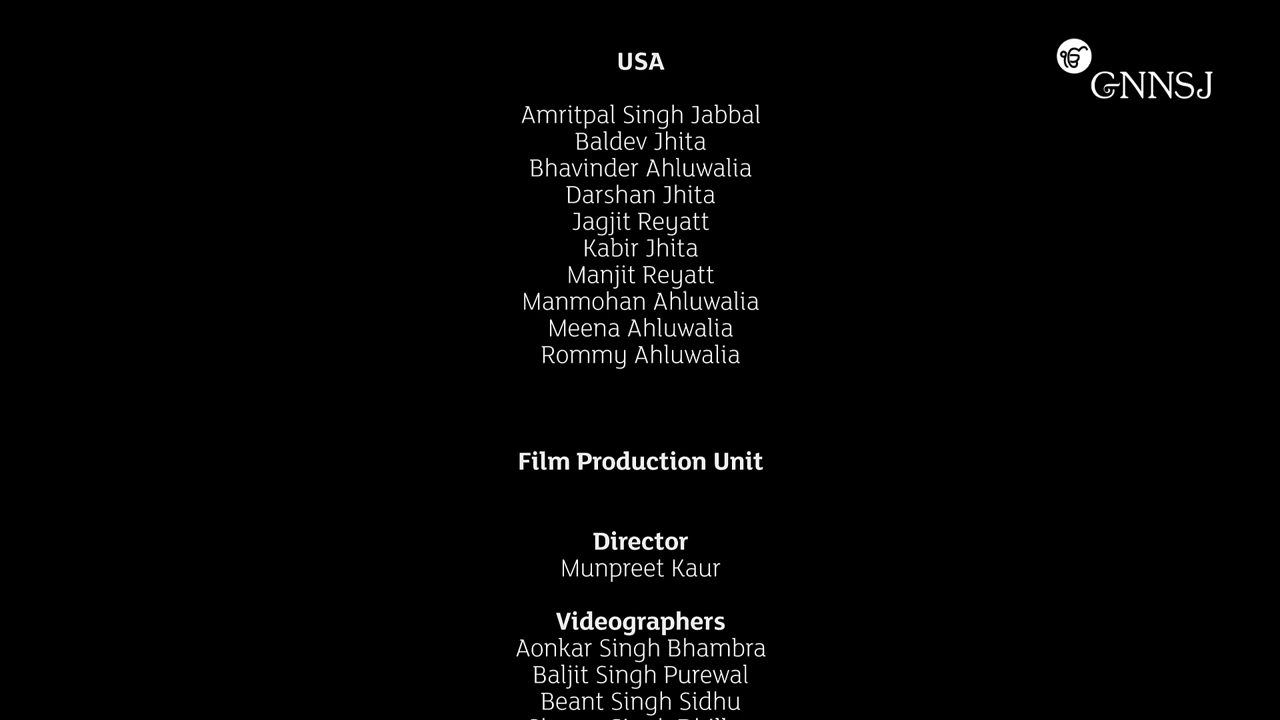 ੴ
GNNSJ
USA
Amritpal Singh Jabbal
Baldev Jhita
Bhavinder Ahluwalia
Darshan Jhita
Jagjit Reyatt
Kabir Jhita
Manjit Reyatt
Manmohan Ahluwalia
Meena Ahluwalia
Rommy Ahluwalia
Film Production Unit
Director
Munpreet Kaur
Videographers
Aonkar Singh Bhambra
Baljit Singh Purewal
Beant Singh Sidhu